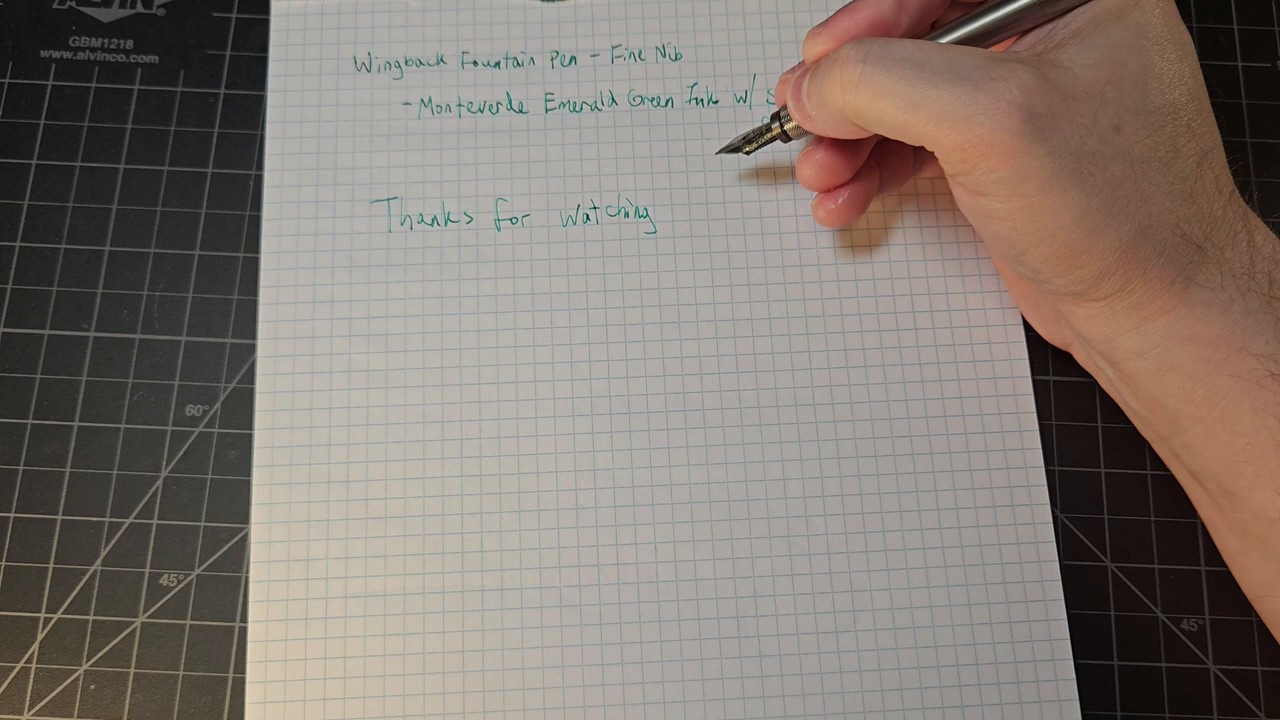 ALVIN®
GBM1218
www.alvinco.com
Wingback Fountain Pen - Fine Nib
- Monteverde Emerald Green Ink w/
Thanks for Watching
60°
45°
45°